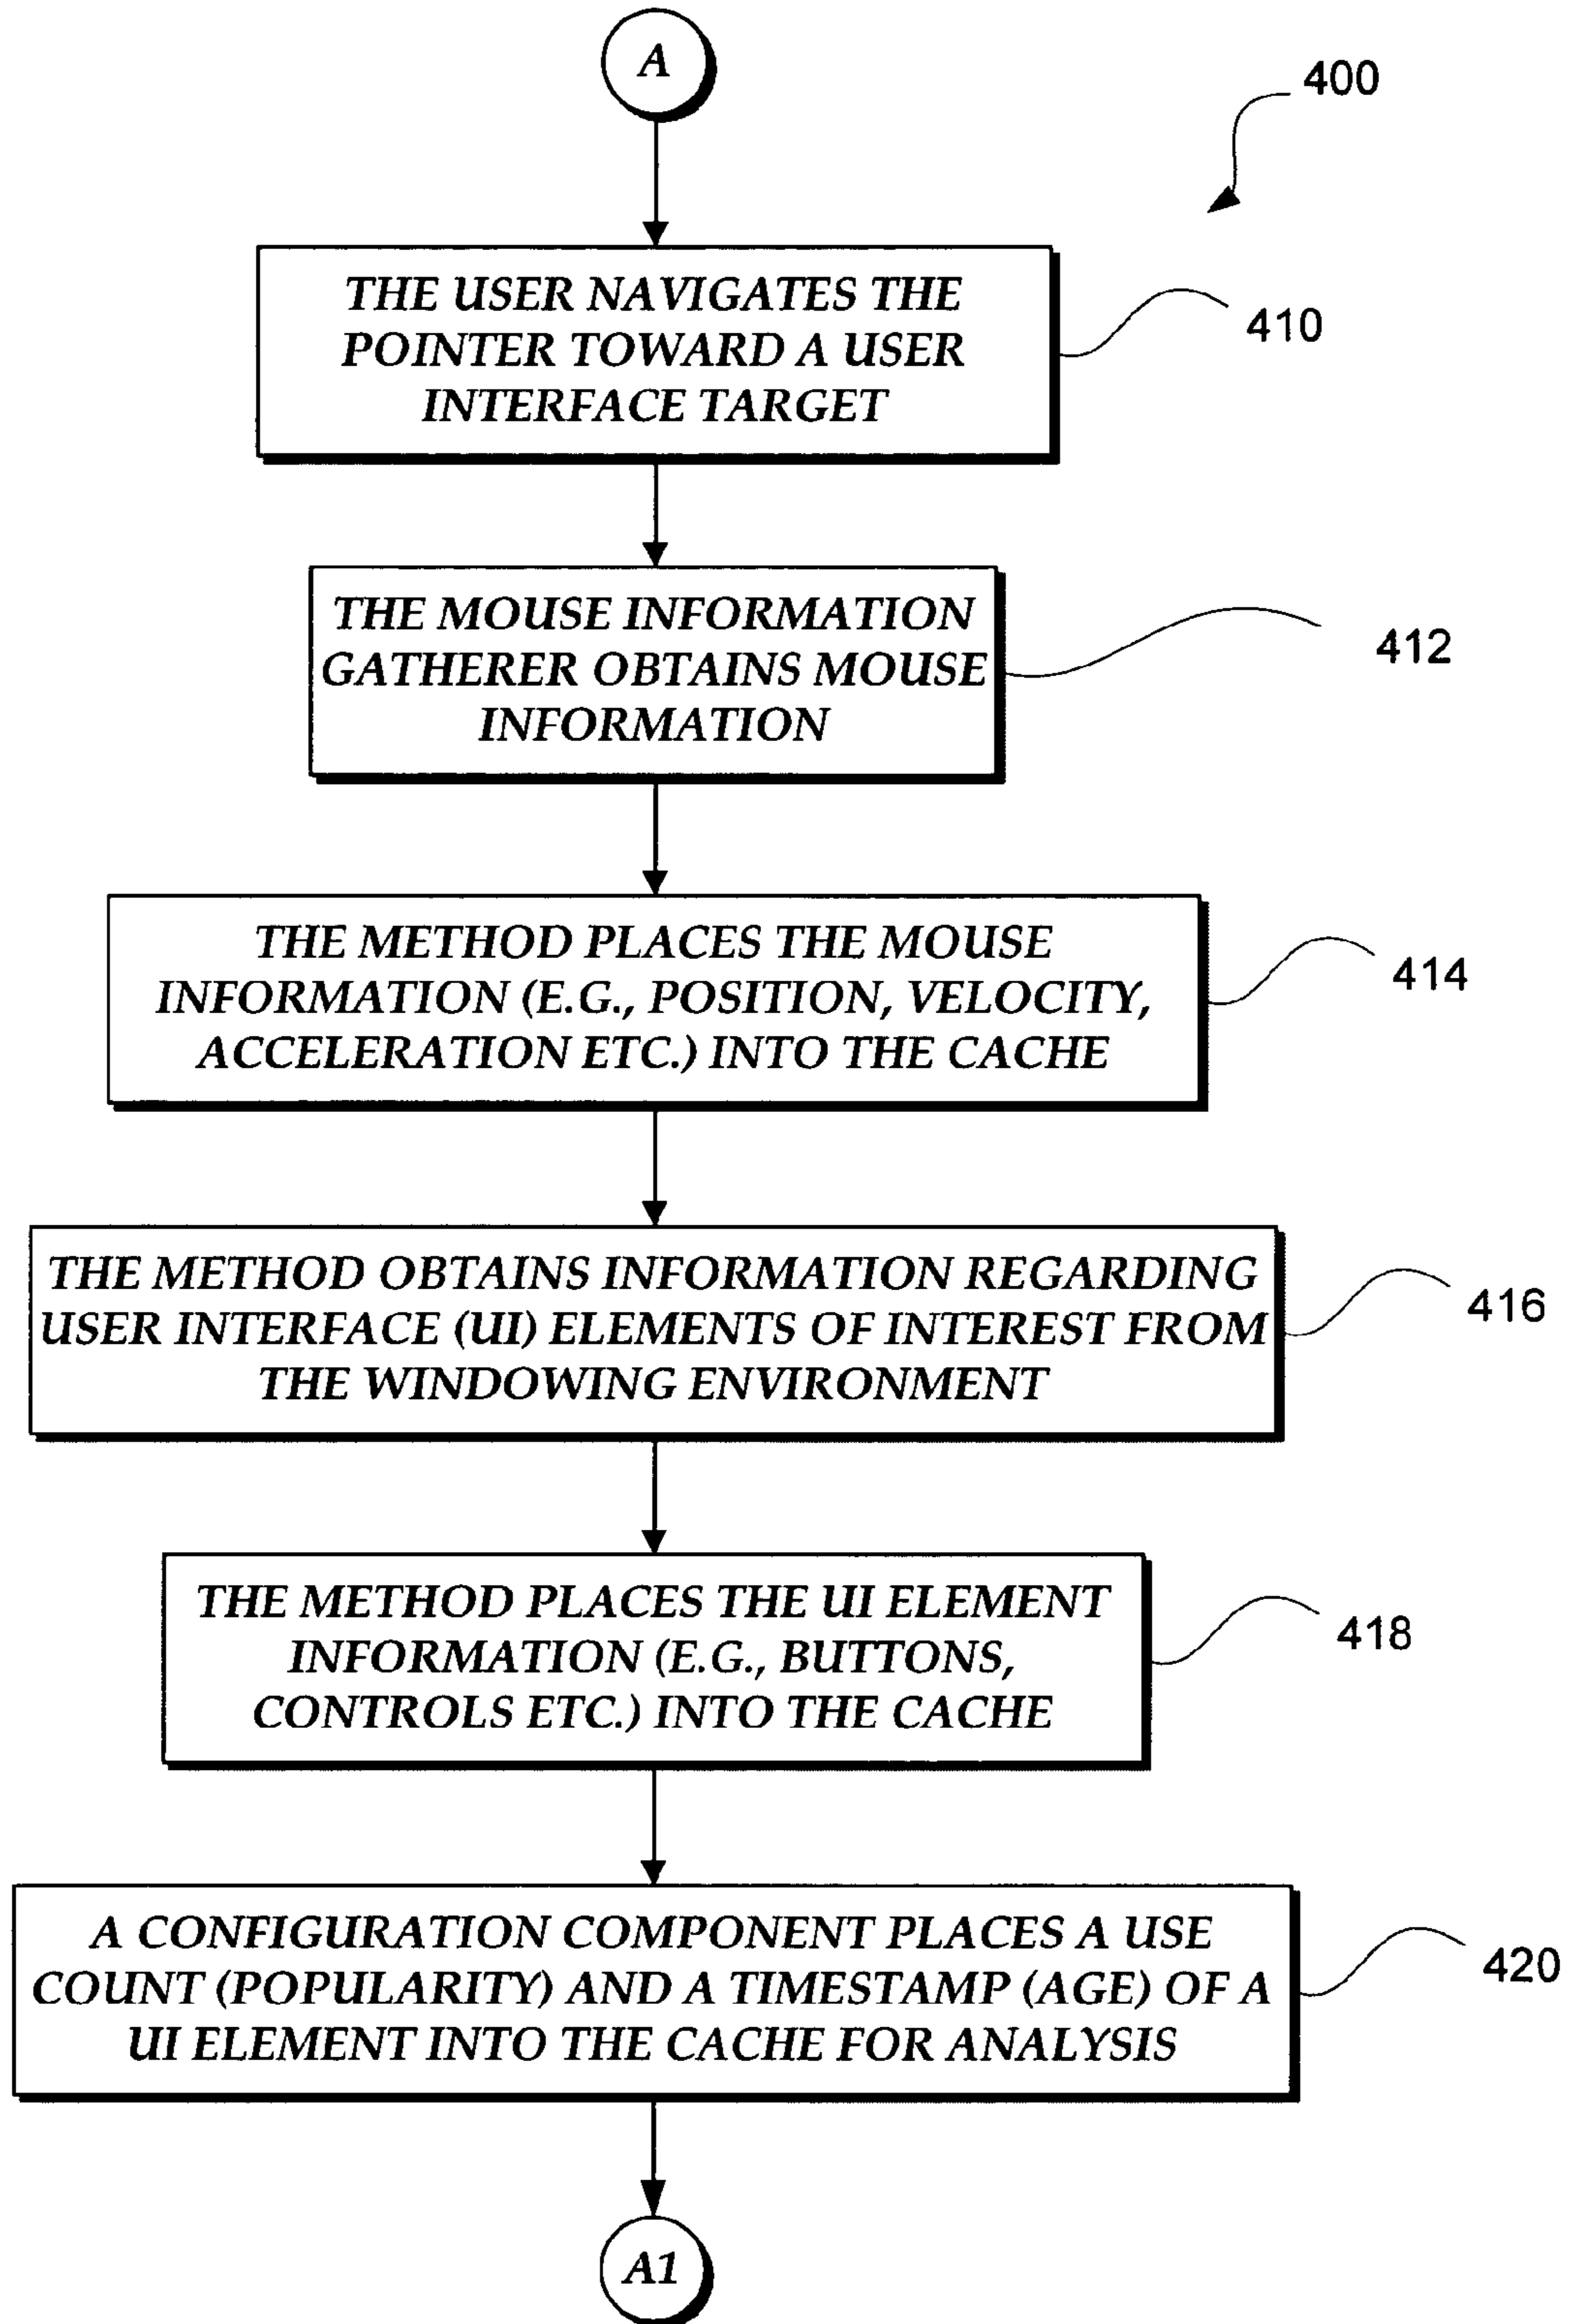 A
400
THE USER NAVIGATES THE
POINTER TOWARD A USER
INTERFACE TARGET
410
THE MOUSE INFORMATION
GATHERER OBTAINS MOUSE
INFORMATION
412
THE METHOD PLACES THE MOUSE
INFORMATION (E.G., POSITION, VELOCITY,
ACCELERATION ETC.) INTO THE CACHE
414
THE METHOD OBTAINS INFORMATION REGARDING
USER INTERFACE (UI) ELEMENTS OF INTEREST FROM
THE WINDOWING ENVIRONMENT
416
THE METHOD PLACES THE UI ELEMENT
INFORMATION (E.G., BUTTONS,
CONTROLS ETC.) INTO THE CACHE
418
A CONFIGURATION COMPONENT PLACES A USE
COUNT (POPULARITY) AND A TIMESTAMP (AGE) OF A
UI ELEMENT INTO THE CACHE FOR ANALYSIS
420
A1